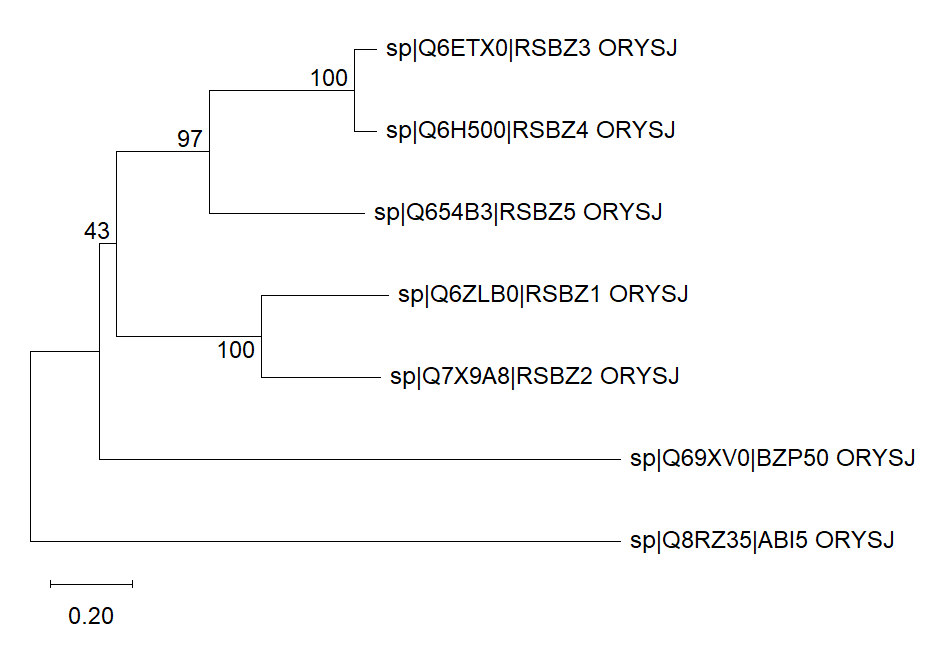 sp|Q6ETX0|RSBZ3 ORYSJ
100
sp|Q6H500|RSBZ4 ORYSJ
97
sp|Q654B3|RSBZ5 ORYSJ
43
sp|Q6ZLB0|RSBZ1 ORYSJ
100
sp|Q7X9A8|RSBZ2 ORYSJ
sp|Q69XV0|BZP50 ORYSJ
sp|Q8RZ35|ABI5 ORYSJ
0.20